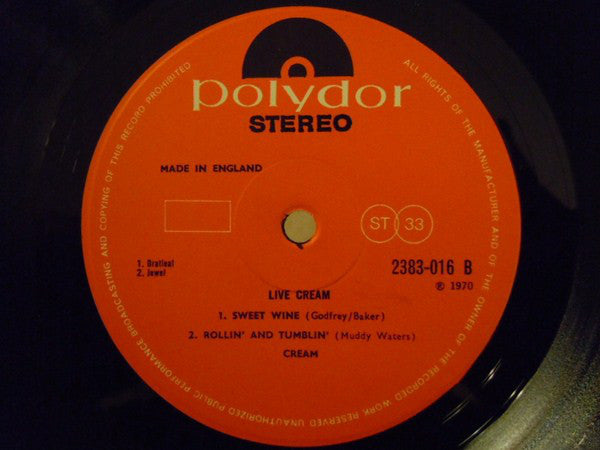 polydor
STEREO
MADE IN ENGLAND
ST 33
1. Bratleat
2. Jewel
2383-016 B
℗ 1970
LIVE CREAM
1. SWEET WINE (Godfrey/Baker)
2. ROLLIN' AND TUMBLIN' (Muddy Waters)
CREAM
ALL RIGHTS OF THE MANUFACTURER AND OF THE OWNER OF THE RECORDED WORK RESERVED UNAUTHORIZED PUBLIC PERFORMANCE BROADCASTING AND COPYING OF THIS RECORD PROHIBITED